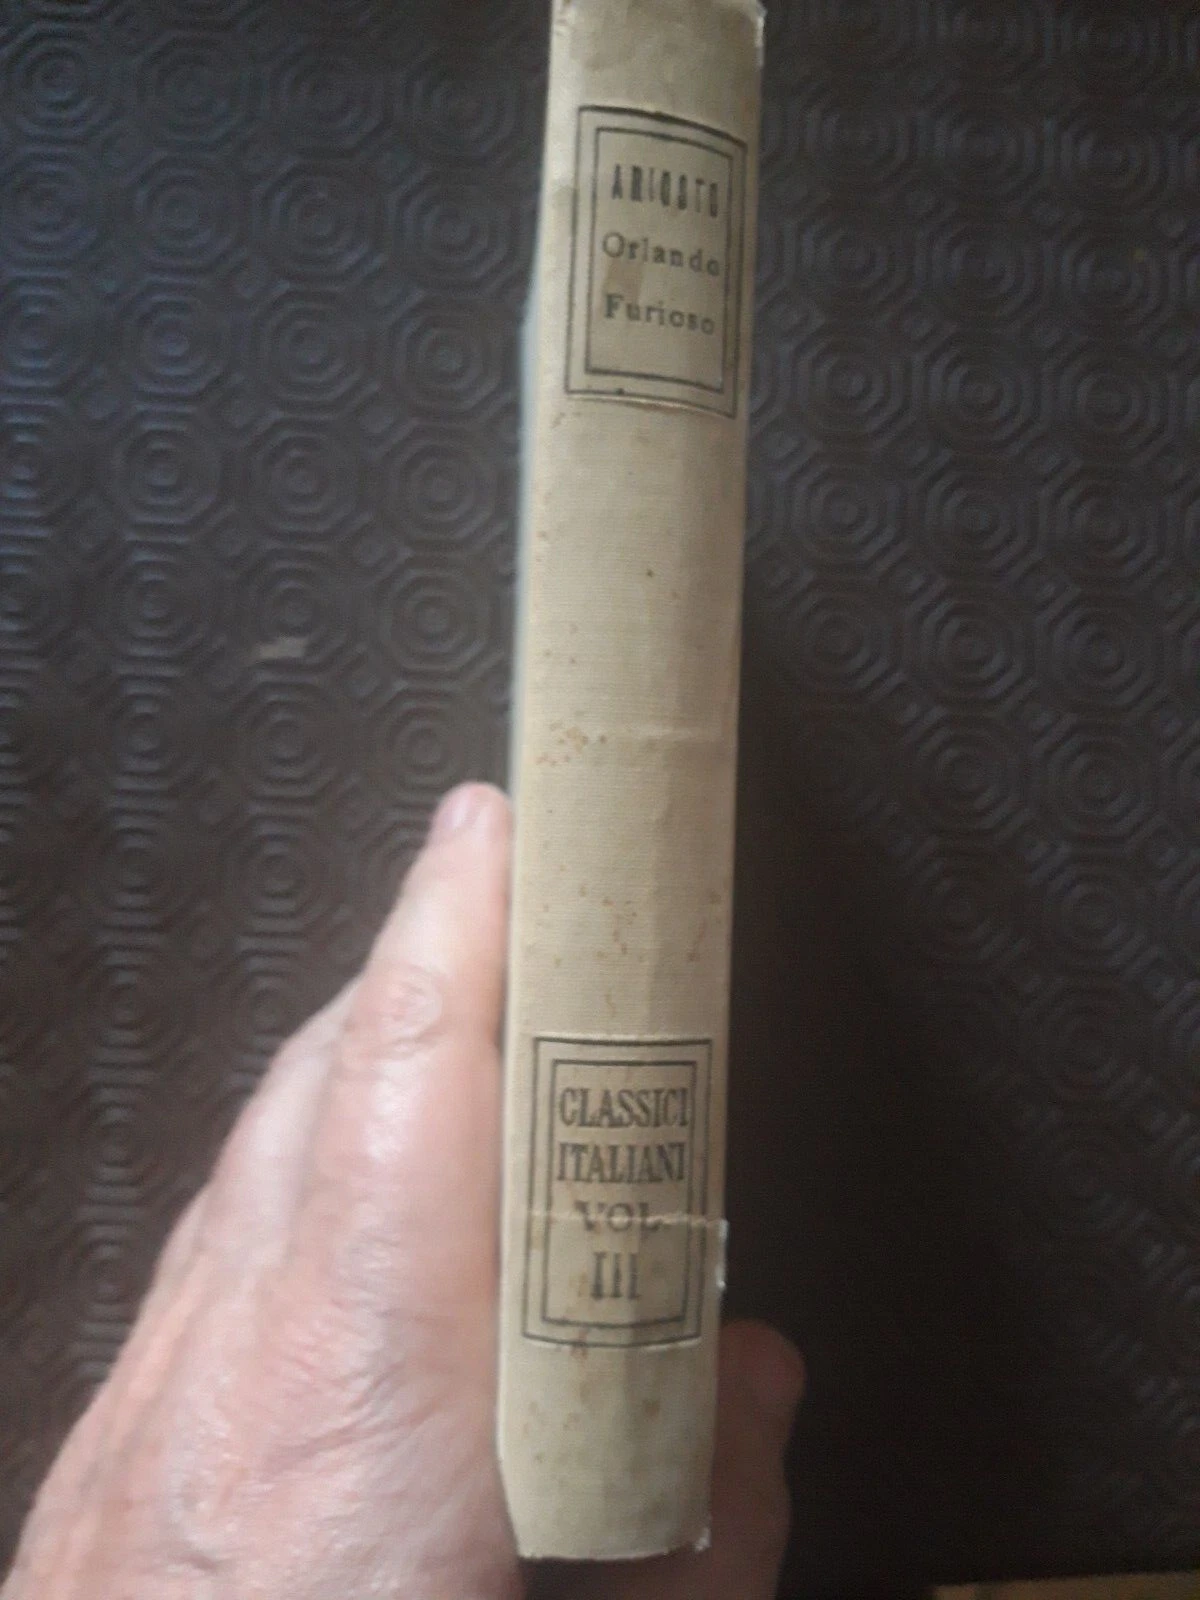 ARIOSTO
Orlando
Furioso
CLASSICI
ITALIANI
VOL
III